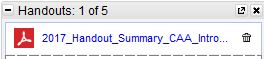 Handouts: 1 of 5
2017_Handout_Summary_CAA_Intro...